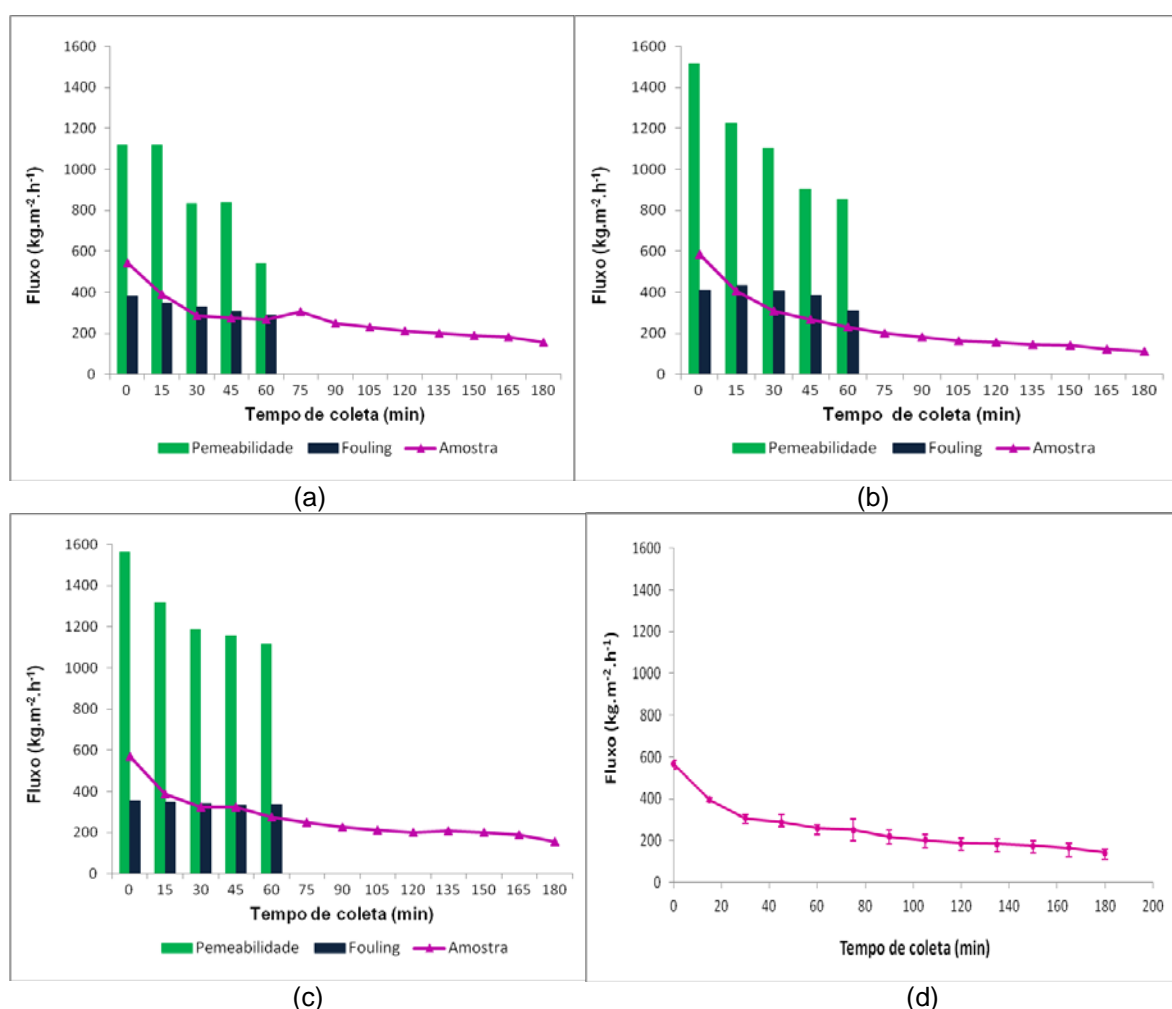 1600
1400
1200
1000
800
600
400
200
0
Fluxo (kg.m⁻².h⁻¹)
0 15 30 45 60 75 90 105 120 135 150 165 180
Tempo de coleta (min)
Pemeabilidade Fouling Amostra
(a)
1600
1400
1200
1000
800
600
400
200
0
Fluxo (kg.m⁻².h⁻¹)
0 15 30 45 60 75 90 105 120 135 150 165 180
Tempo de coleta (min)
Pemeabilidade Fouling Amostra
(b)
1600
1400
1200
1000
800
600
400
200
0
Fluxo (kg.m⁻².h⁻¹)
0 15 30 45 60 75 90 105 120 135 150 165 180
Tempo de coleta (min)
Pemeabilidade Fouling Amostra
(c)
1600
1400
1200
1000
800
600
400
200
0
Fluxo (kg.m⁻².h⁻¹)
0 20 40 60 80 100 120 140 160 180 200
Tempo de coleta (min)
(d)